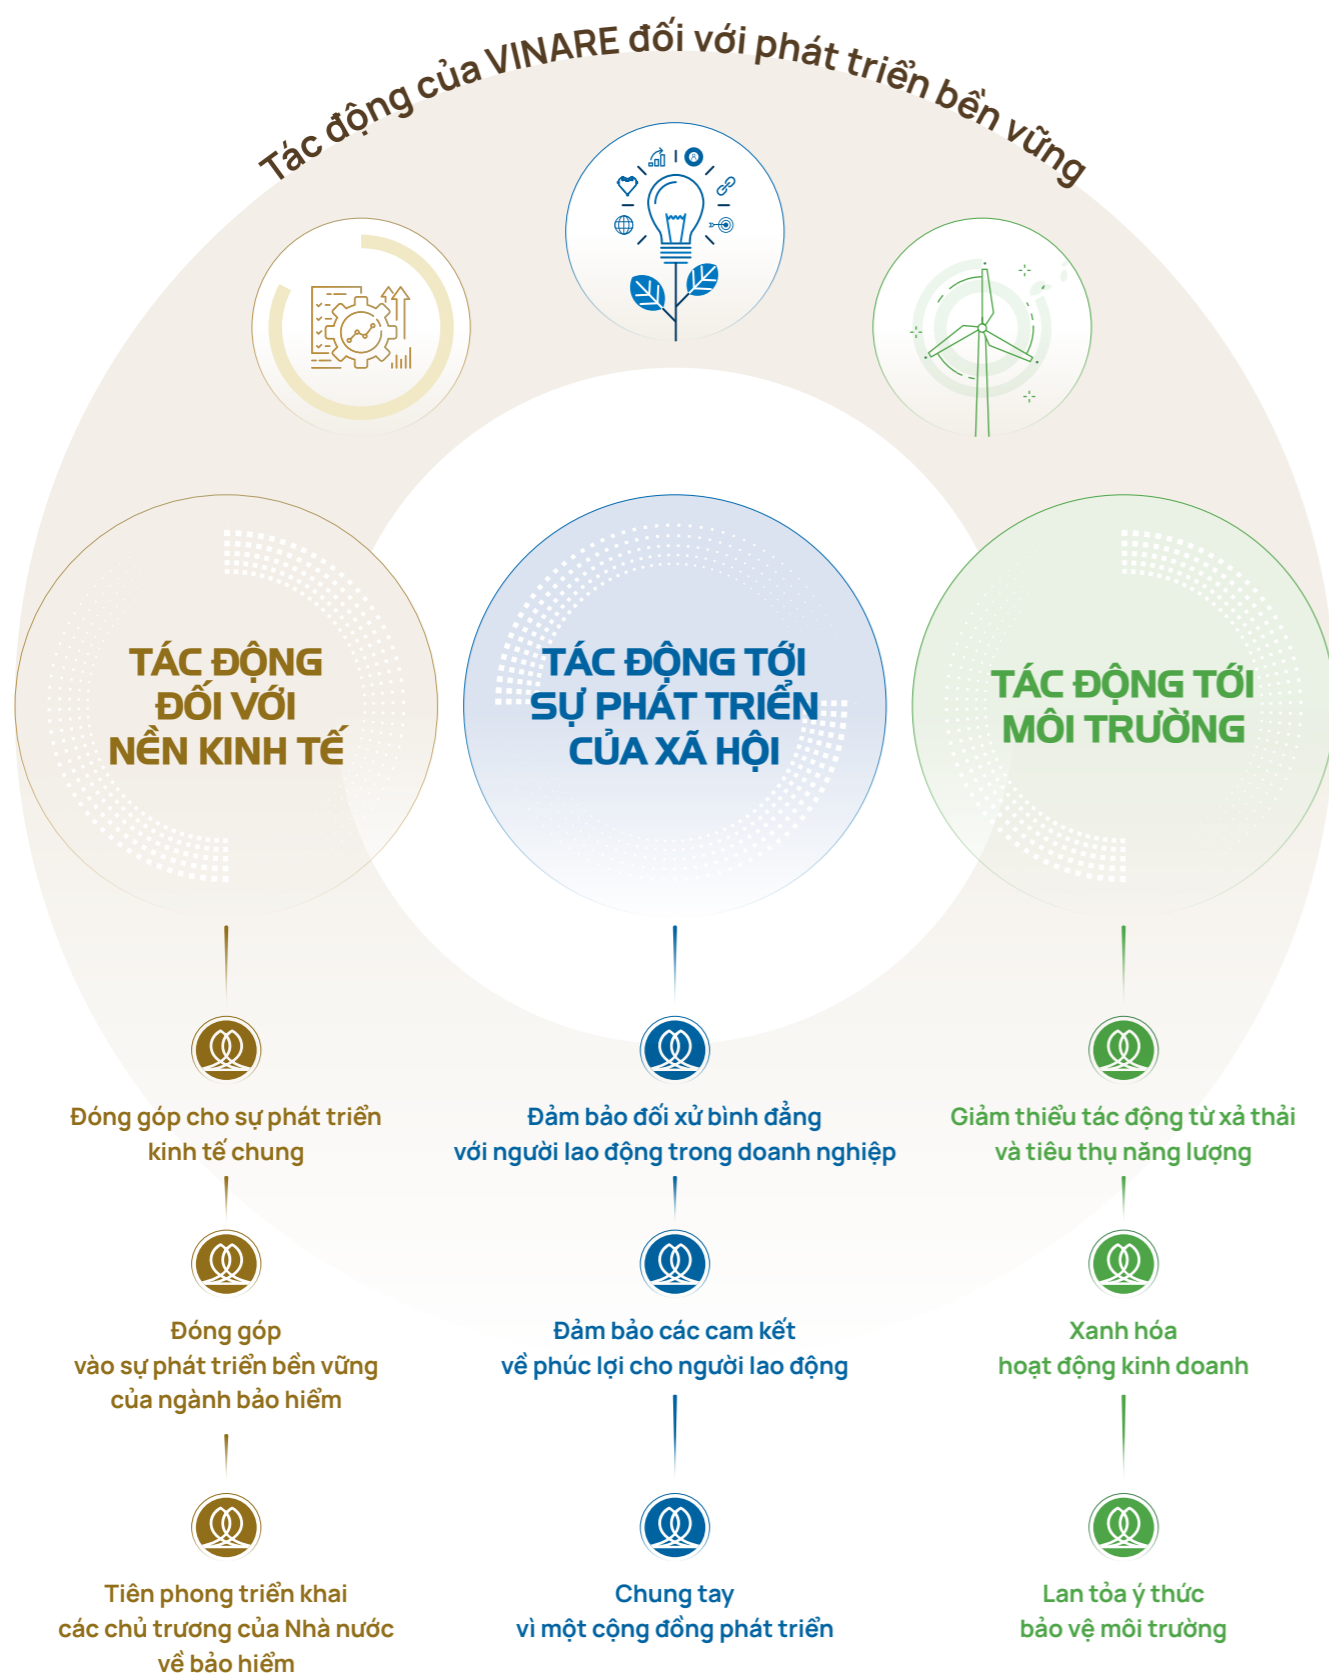 Tác động của VINARE đối với phát triển bền vững
TÁC ĐỘNG
ĐỐI VỚI
NỀN KINH TẾ
Đóng góp cho sự phát triển
kinh tế chung
Đóng góp
vào sự phát triển bền vững
của ngành bảo hiểm
Tiên phong triển khai
các chủ trương của Nhà nước
về bảo hiểm
TÁC ĐỘNG TỚI
SỰ PHÁT TRIỂN
CỦA XÃ HỘI
Đảm bảo đối xử bình đẳng
với người lao động trong doanh nghiệp
Đảm bảo các cam kết
về phúc lợi cho người lao động
Chung tay
vì một cộng đồng phát triển
TÁC ĐỘNG TỚI
MÔI TRƯỜNG
Giảm thiểu tác động từ xả thải
và tiêu thụ năng lượng
Xanh hóa
hoạt động kinh doanh
Lan tỏa ý thức
bảo vệ môi trường